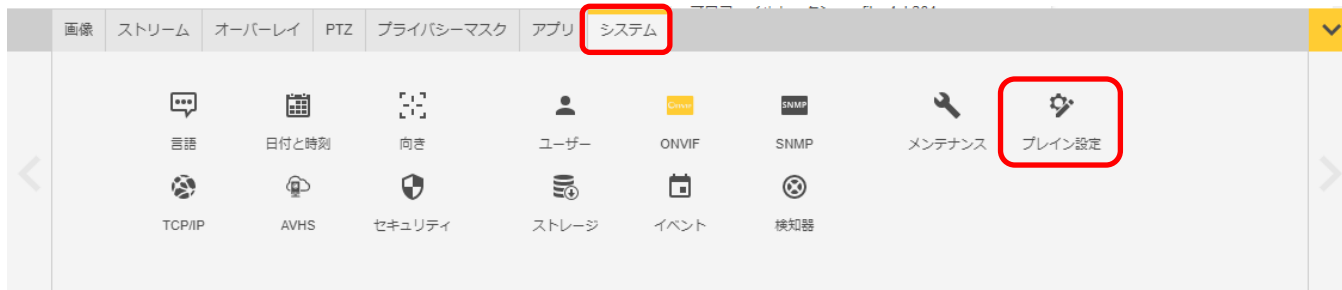 画像 ストリーム オーバーレイ PTZ プライバシーマスク アプリ システム
ONVIF SNMP
言語 日付と時刻 向き ユーザー ONVIF SNMP メンテナンス プレイン設定
TCP/IP AVHS セキュリティ ストレージ イベント 検知器